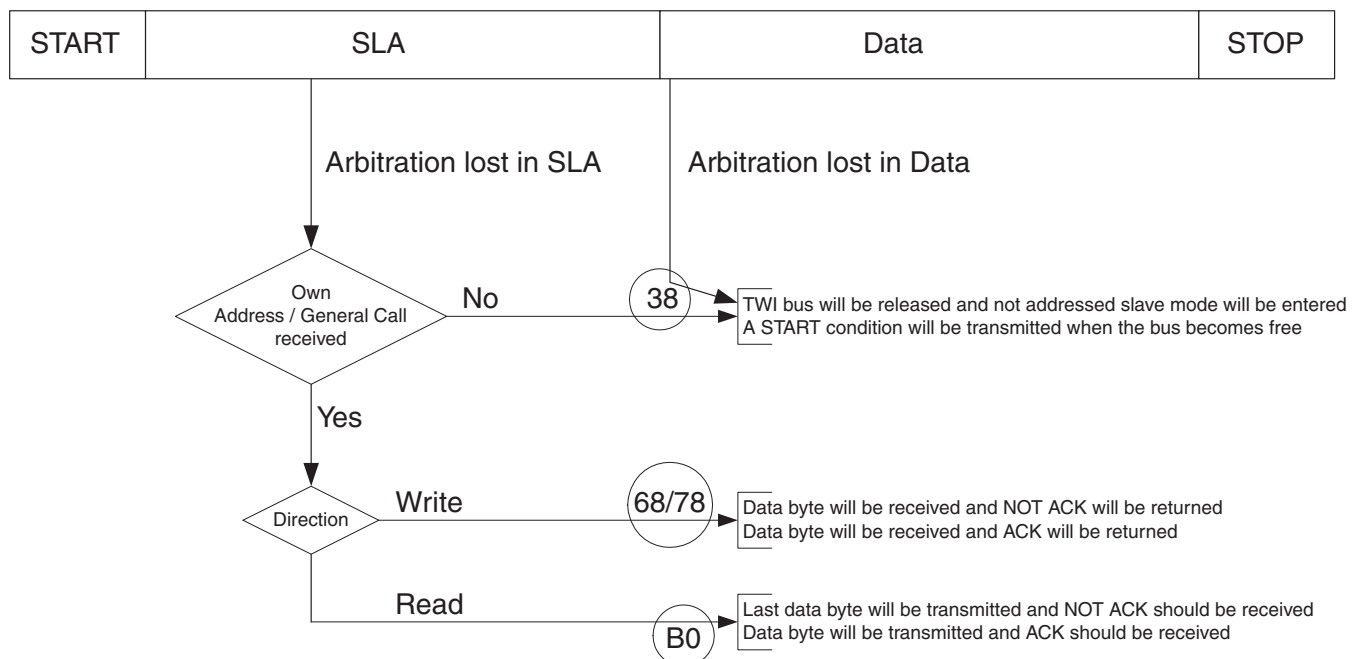 START SLA Data STOP
Arbitration lost in SLA Arbitration lost in Data
Own
Address / General Call
received
No
38
TWI bus will be released and not addressed slave mode will be entered
A START condition will be transmitted when the bus becomes free
Yes
Direction
Write
68/78
Data byte will be received and NOT ACK will be returned
Data byte will be received and ACK will be returned
Read
B0
Last data byte will be transmitted and NOT ACK should be received
Data byte will be transmitted and ACK should be received